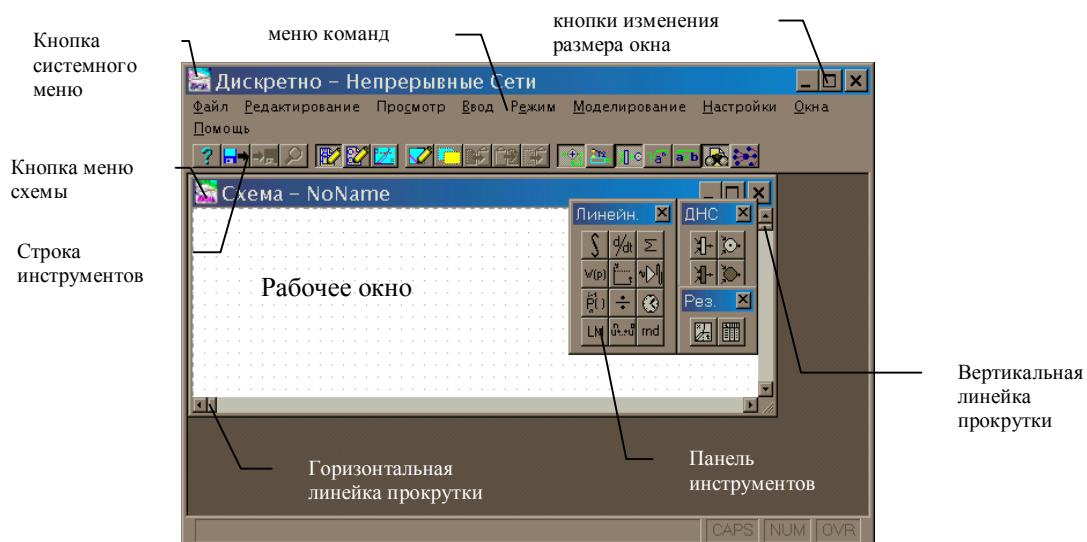 кнопки изменения
размера окна
меню команд
Кнопка
системного
меню
Дискретно – Непрерывные Сети
Файл Редактирование Просмотр Ввод Режим Моделирование Настройки Окна
Помощь
Кнопка меню
схемы
Схема – NoName
Линейн.
ДНС
d/dt Σ
W(p)
Рез.
LM
rnd
Строка
инструментов
Рабочее окно
Вертикальная
линейка
прокрутки
Горизонтальная
линейка прокрутки
Панель
инструментов
CAPS NUM OVR